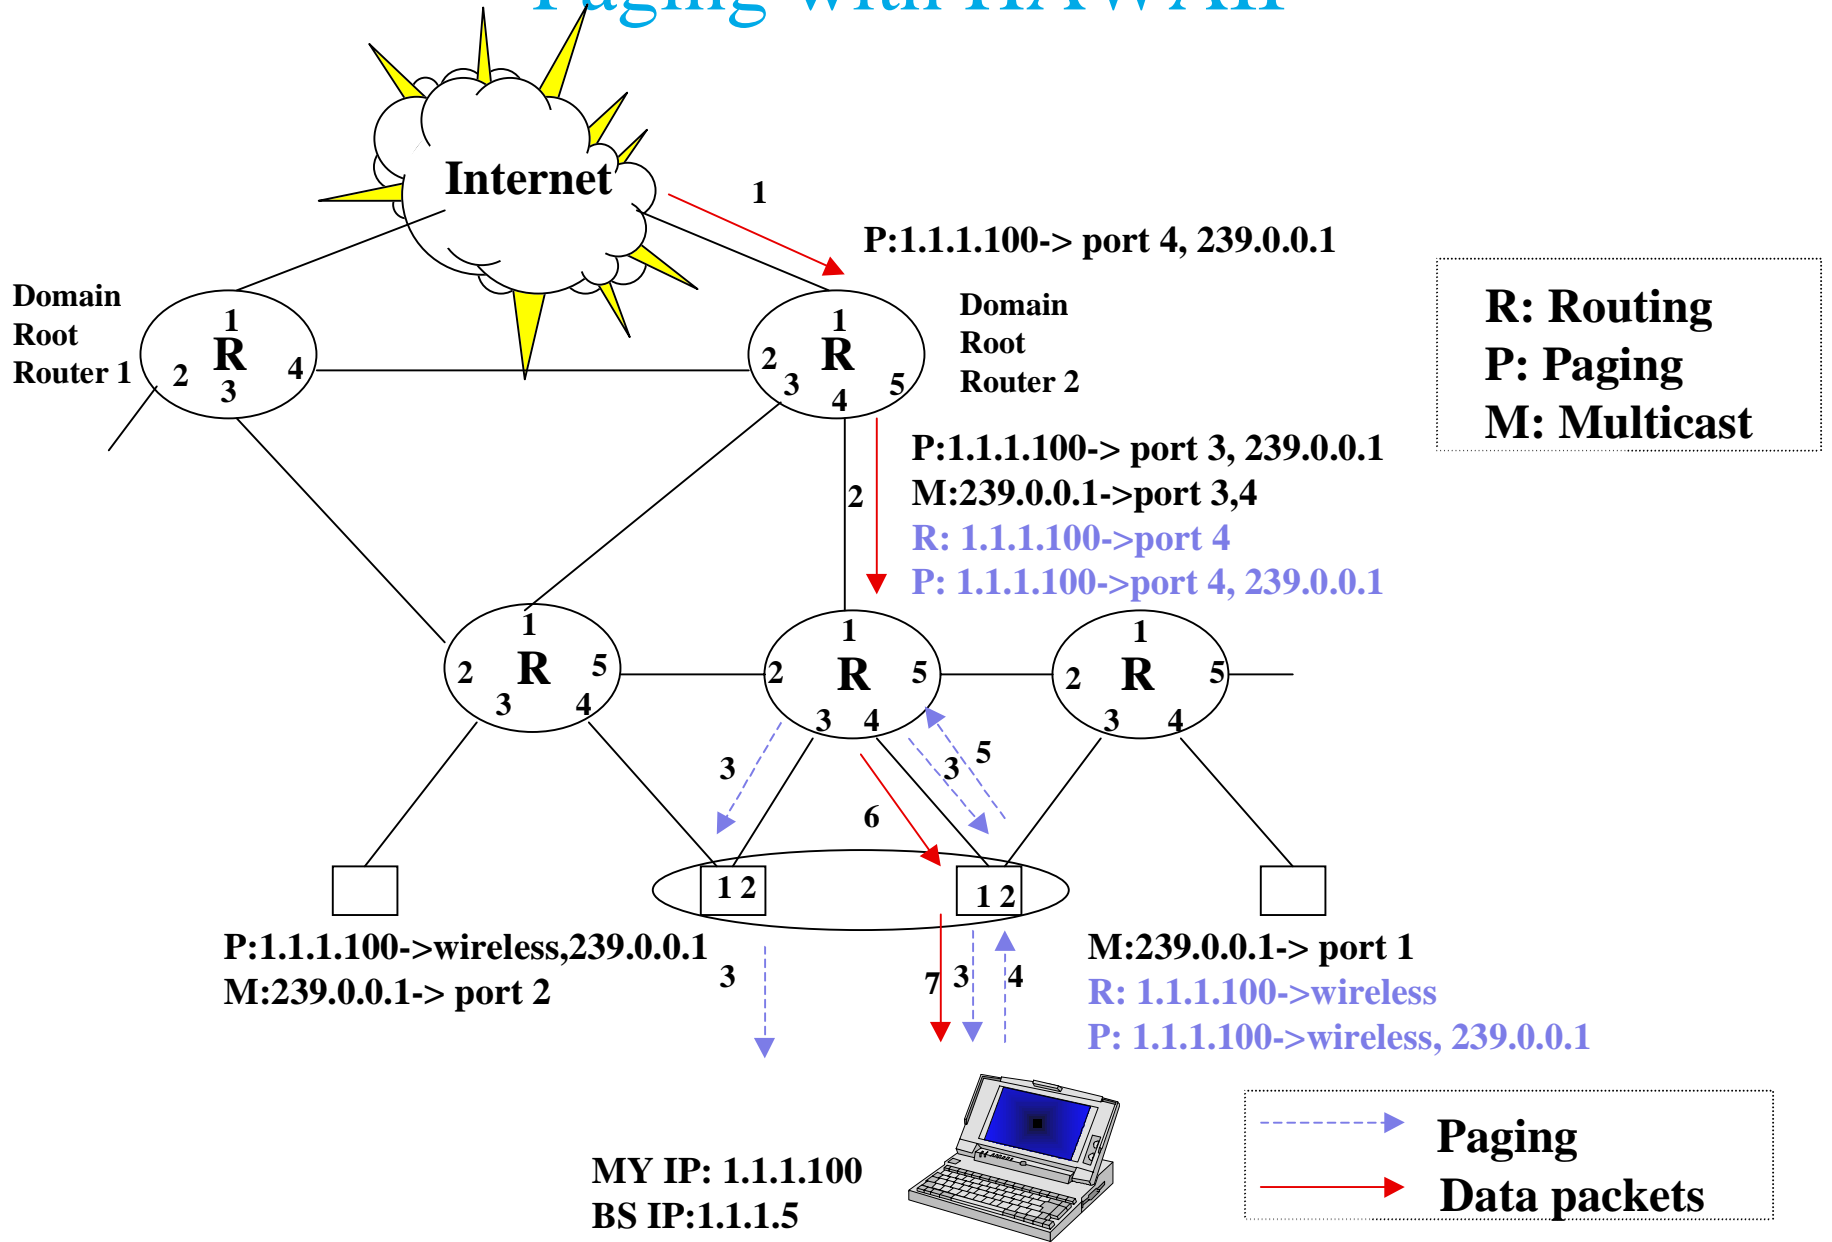 Paging with HAWAII
Internet
1
P:1.1.1.100-> port 4, 239.0.0.1
Domain
Root
Router 1
1
R
2
3
4
1
R
2
3
4
5
Domain
Root
Router 2
R: Routing
P: Paging
M: Multicast
2
P:1.1.1.100-> port 3, 239.0.0.1
M:239.0.0.1->port 3,4
R: 1.1.1.100->port 4
P: 1.1.1.100->port 4, 239.0.0.1
1
2 R 5
3 4
1
2 R 5
3 4
1
2 R 5
3 4
3
3
5
6
1 2
1 2
P:1.1.1.100->wireless,239.0.0.1
M:239.0.0.1-> port 2
3
7
3
4
M:239.0.0.1-> port 1
R: 1.1.1.100->wireless
P: 1.1.1.100->wireless, 239.0.0.1
MY IP: 1.1.1.100
BS IP:1.1.1.5
Paging
Data packets